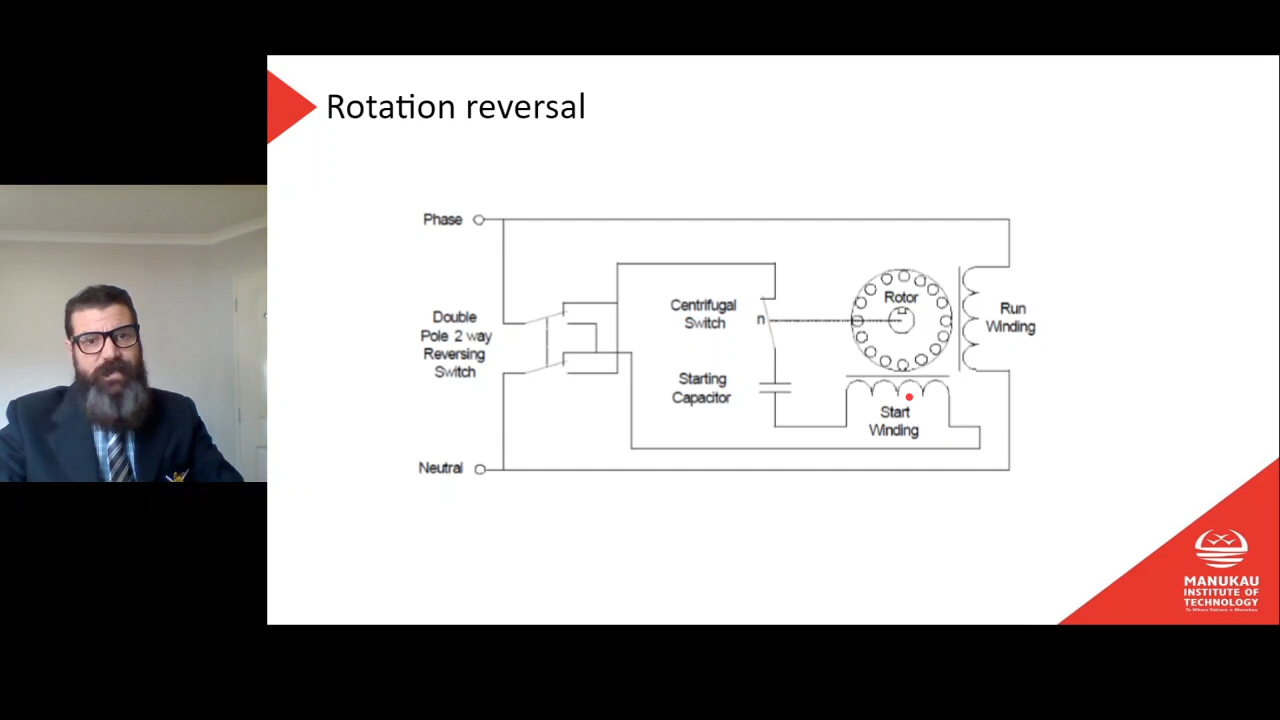 Rotation reversal
Phase
Double
Pole 2 way
Reversing
Switch
Centrifugal
Switch
n
Rotor
Run
Winding
Starting
Capacitor
Start
Winding
Neutral
MANUKAU
INSTITUTE OF
TECHNOLOGY